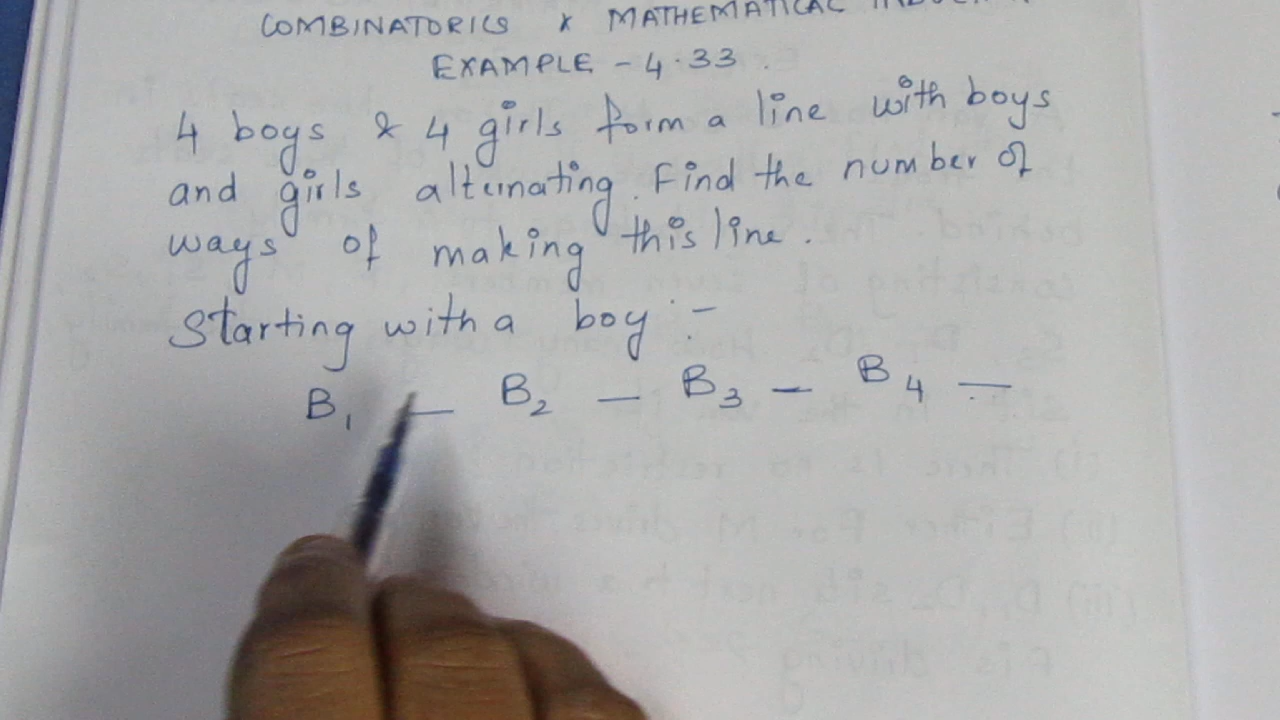 COMBINATORICS & MATHEMATICAL
EXAMPLE - 4.33.
4 boys & 4 girls form a line with boys
and girls alternating. Find the number of
ways of making this line.
Starting with a boy :-
B1 — B2 — B3 — B4 —